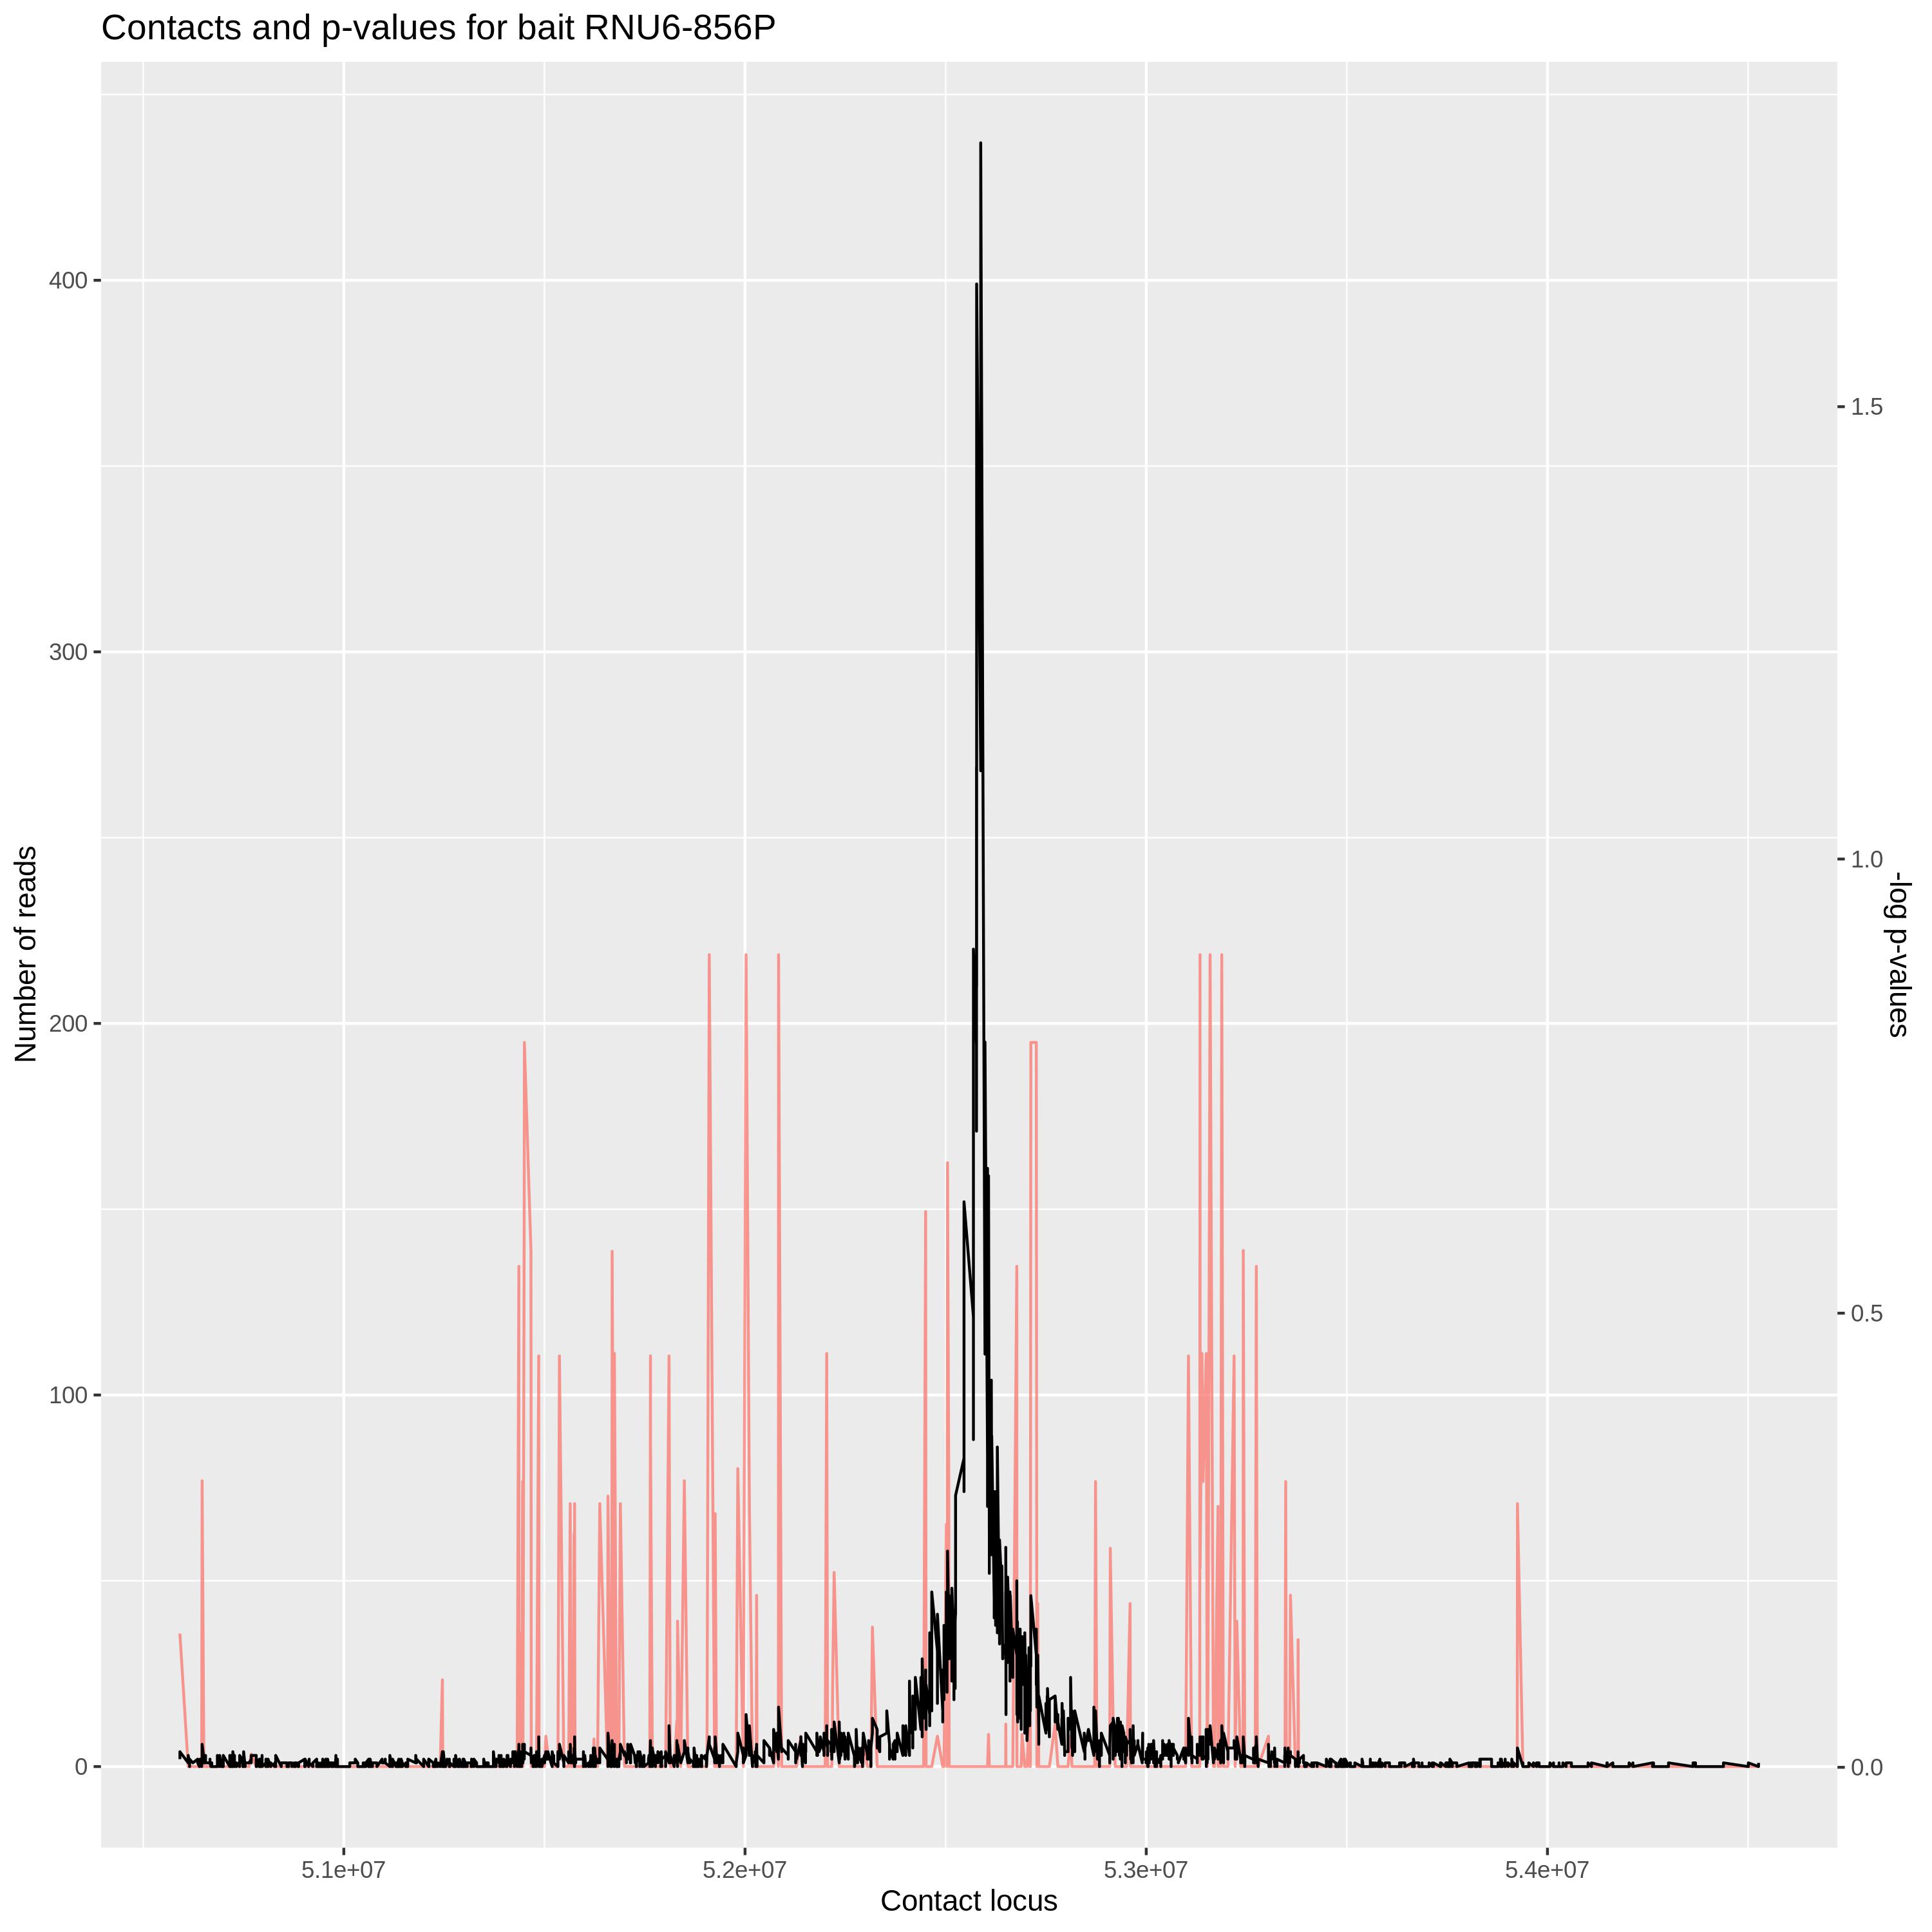 Contacts and p-values for bait RNU6-856P
400
300
200
100
0
Number of reads
1.5
1.0
0.5
0.0
-log p-values
5.1e+07
5.2e+07
5.3e+07
5.4e+07
Contact locus